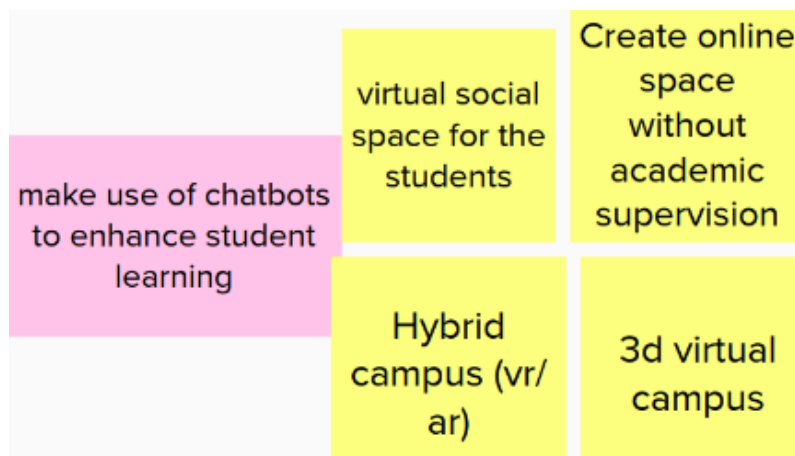 make use of chatbots
to enhance student
learning
virtual social
space for the
students
Create online
space
without
academic
supervision
Hybrid
campus (vr/
ar)
3d virtual
campus